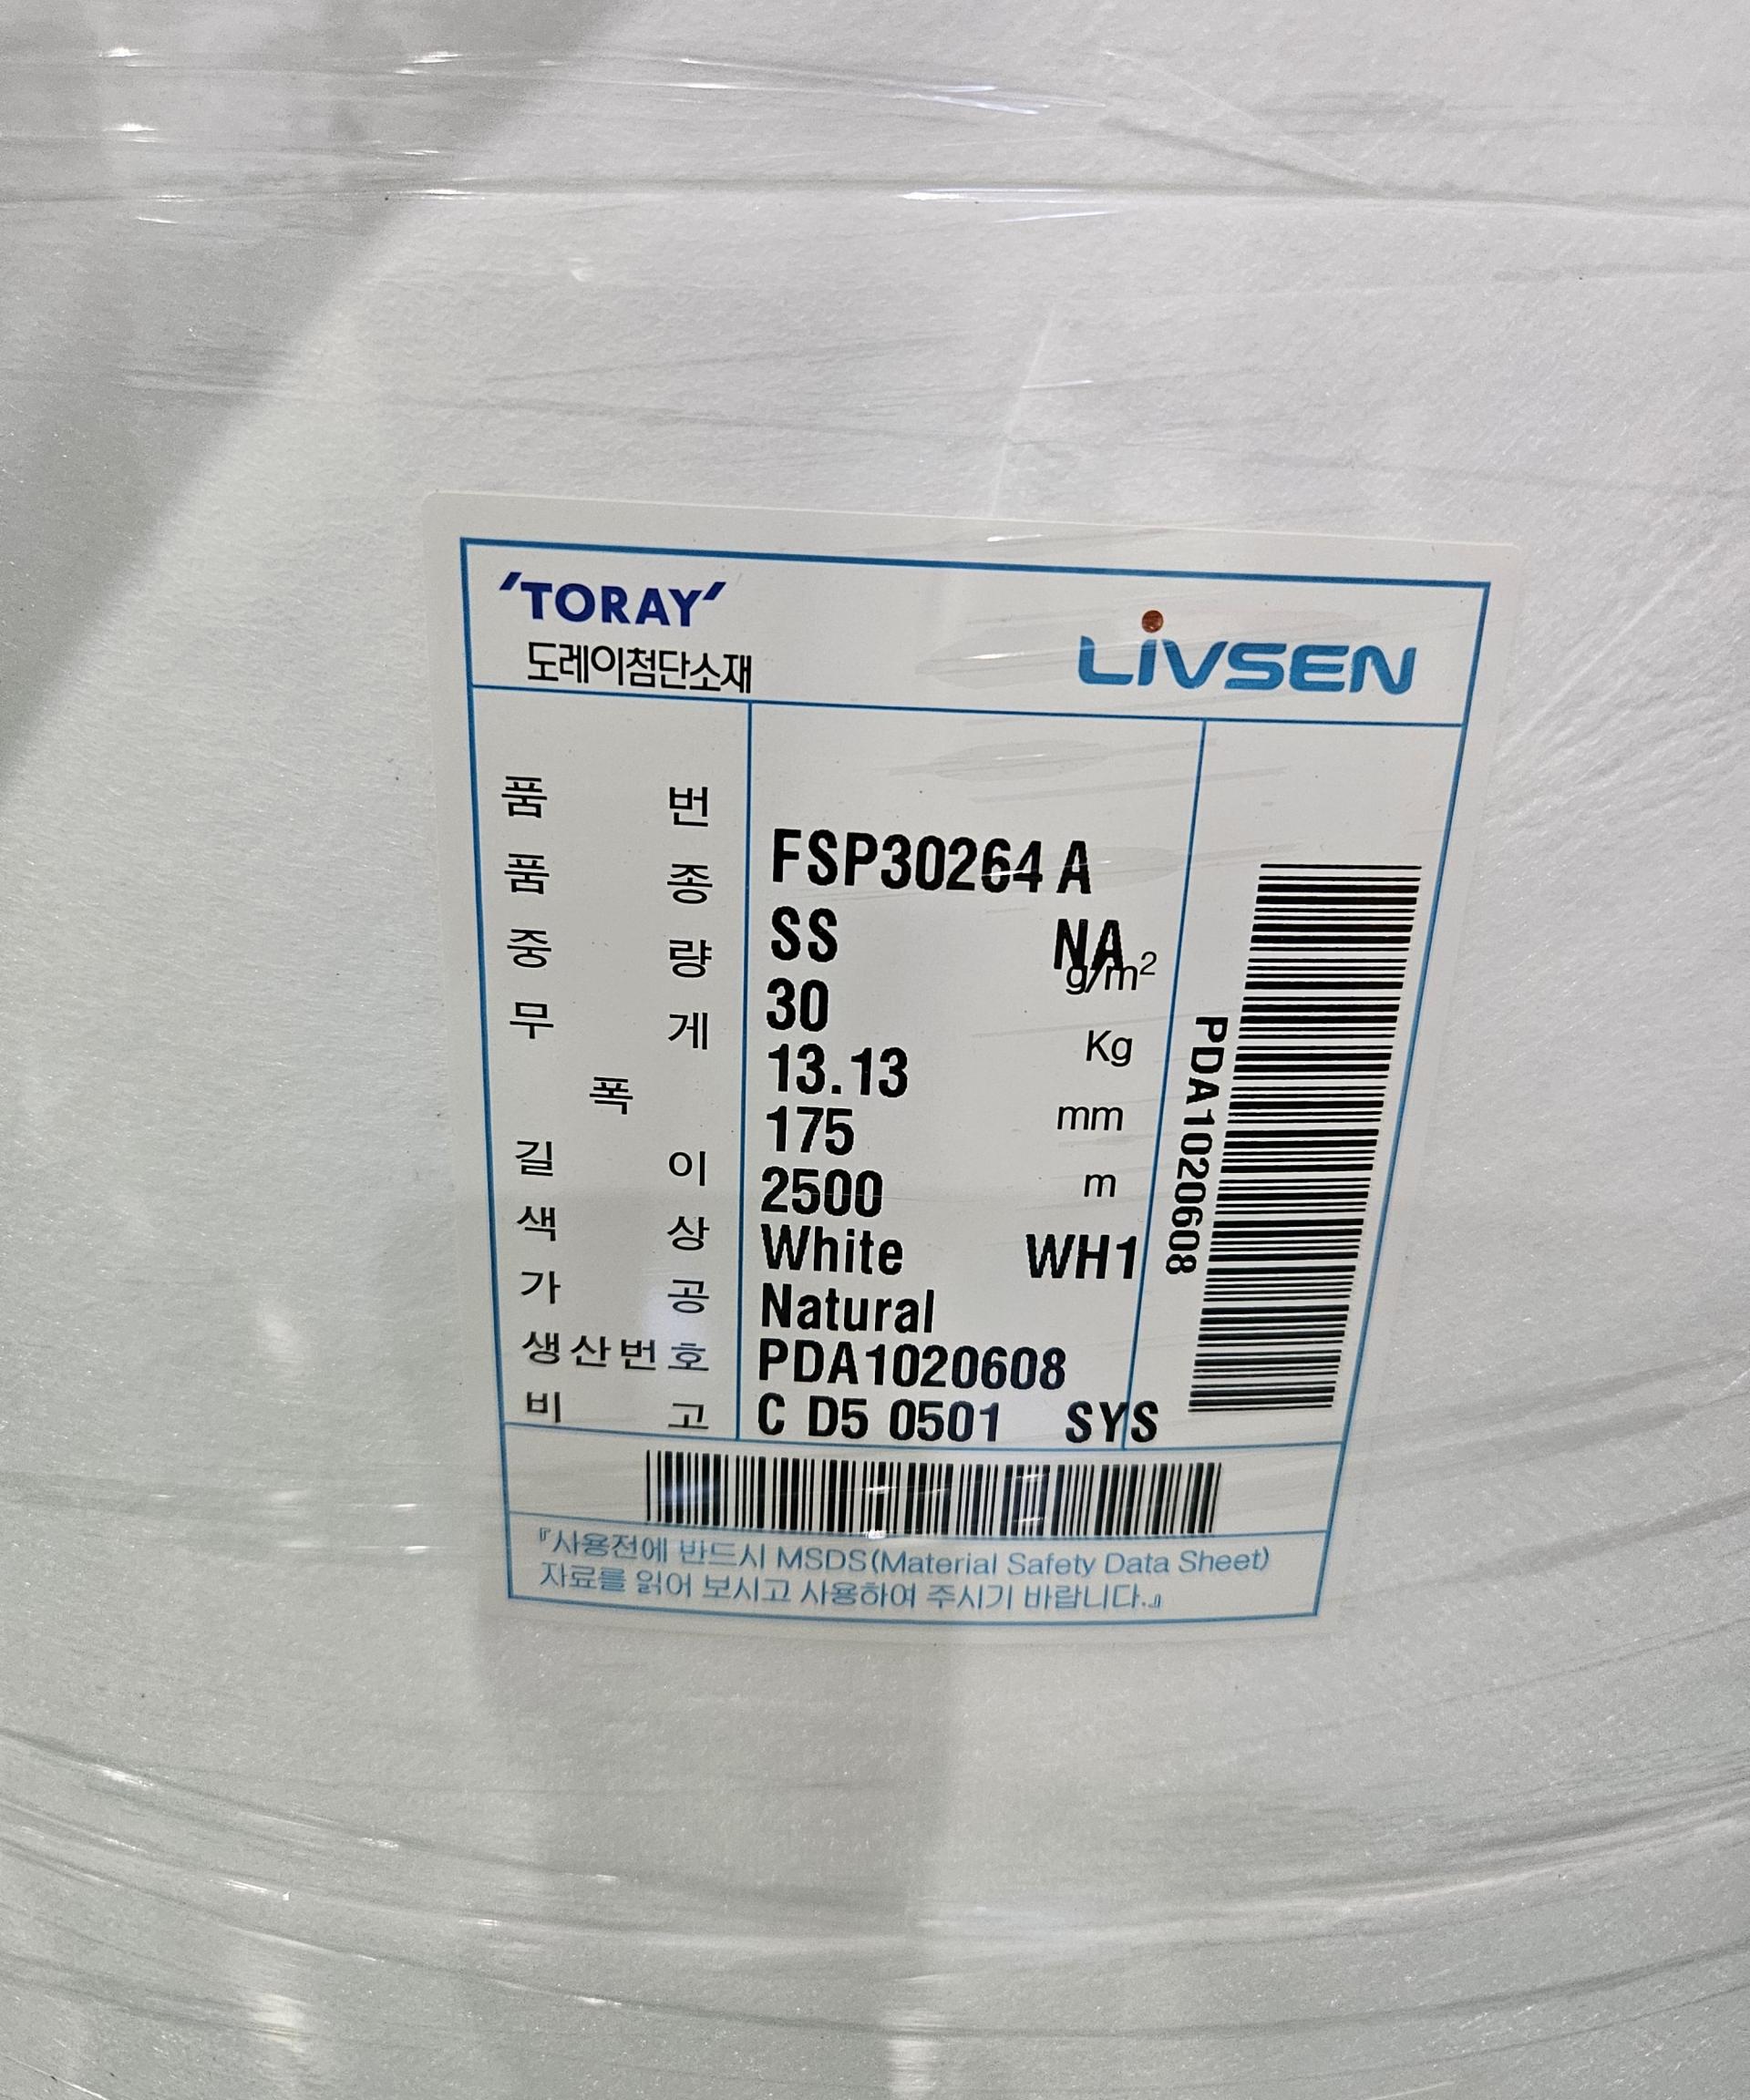 TORAY
도레이첨단소재
LIVSEN
품 번 FSP30264 A
품 종 SS NA
중 량 30 g/m²
무 게 13.13 Kg
폭 175 mm
길 이 2500 m
색 상 White WH1
가 공 Natural
생산번호 PDA1020608
비 고 C D5 0501 SYS
PDA1020608
『사용전에 반드시 MSDS(Material Safety Data Sheet)
자료를 읽어 보시고 사용하여 주시기 바랍니다.』